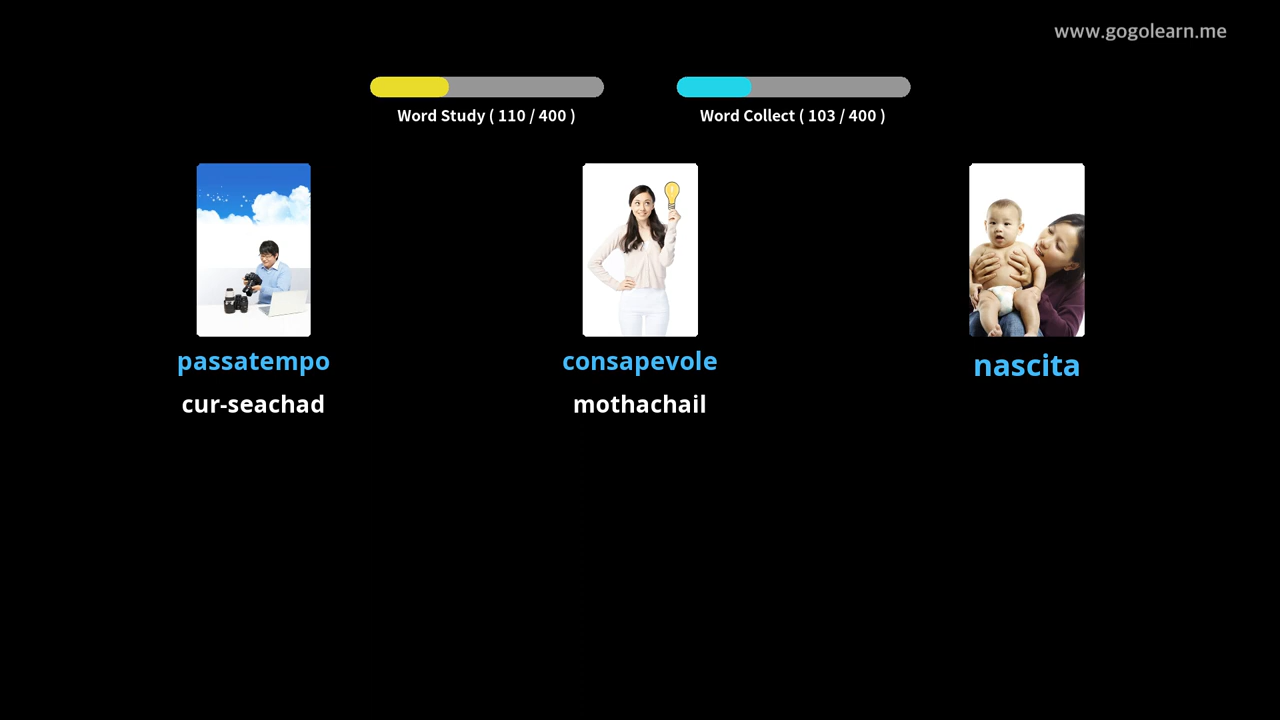 www.gogolearn.me
Word Study ( 110 / 400 )
Word Collect ( 103 / 400 )
passatempo
cur-seachad
consapevole
mothachail
nascita